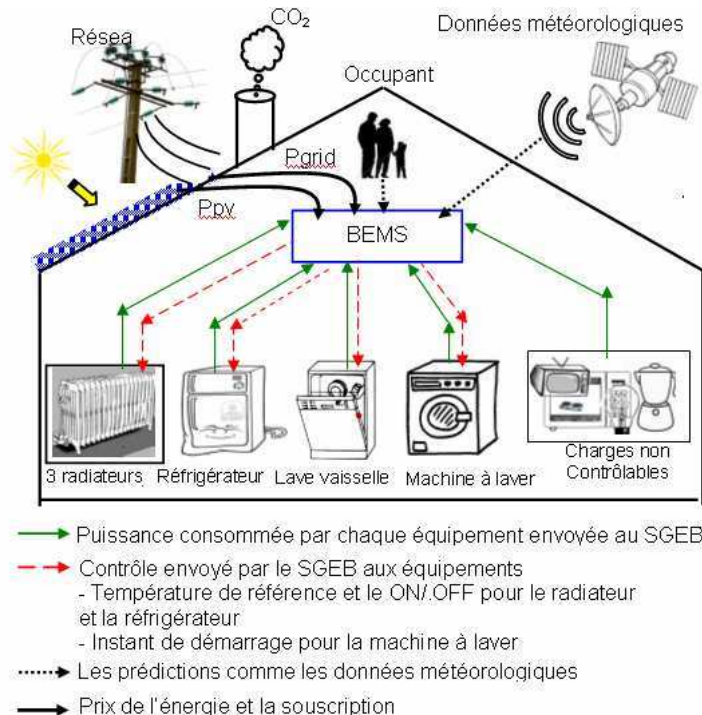 CO2
Données météorologiques
Résea
Occupant
Pgrid
Ppv
BEMS
3 radiateurs
Réfrigérateur
Lave vaisselle
Machine à laver
Charges non
Contrôlables
Puissance consommée par chaque équipement envoyée au SGEB
Contrôle envoyé par le SGEB aux équipements
- Température de référence et le ON/.OFF pour le radiateur
et la réfrigérateur
- Instant de démarrage pour la machine à laver
Les prédictions comme les données météorologiques
Prix de l'énergie et la souscription